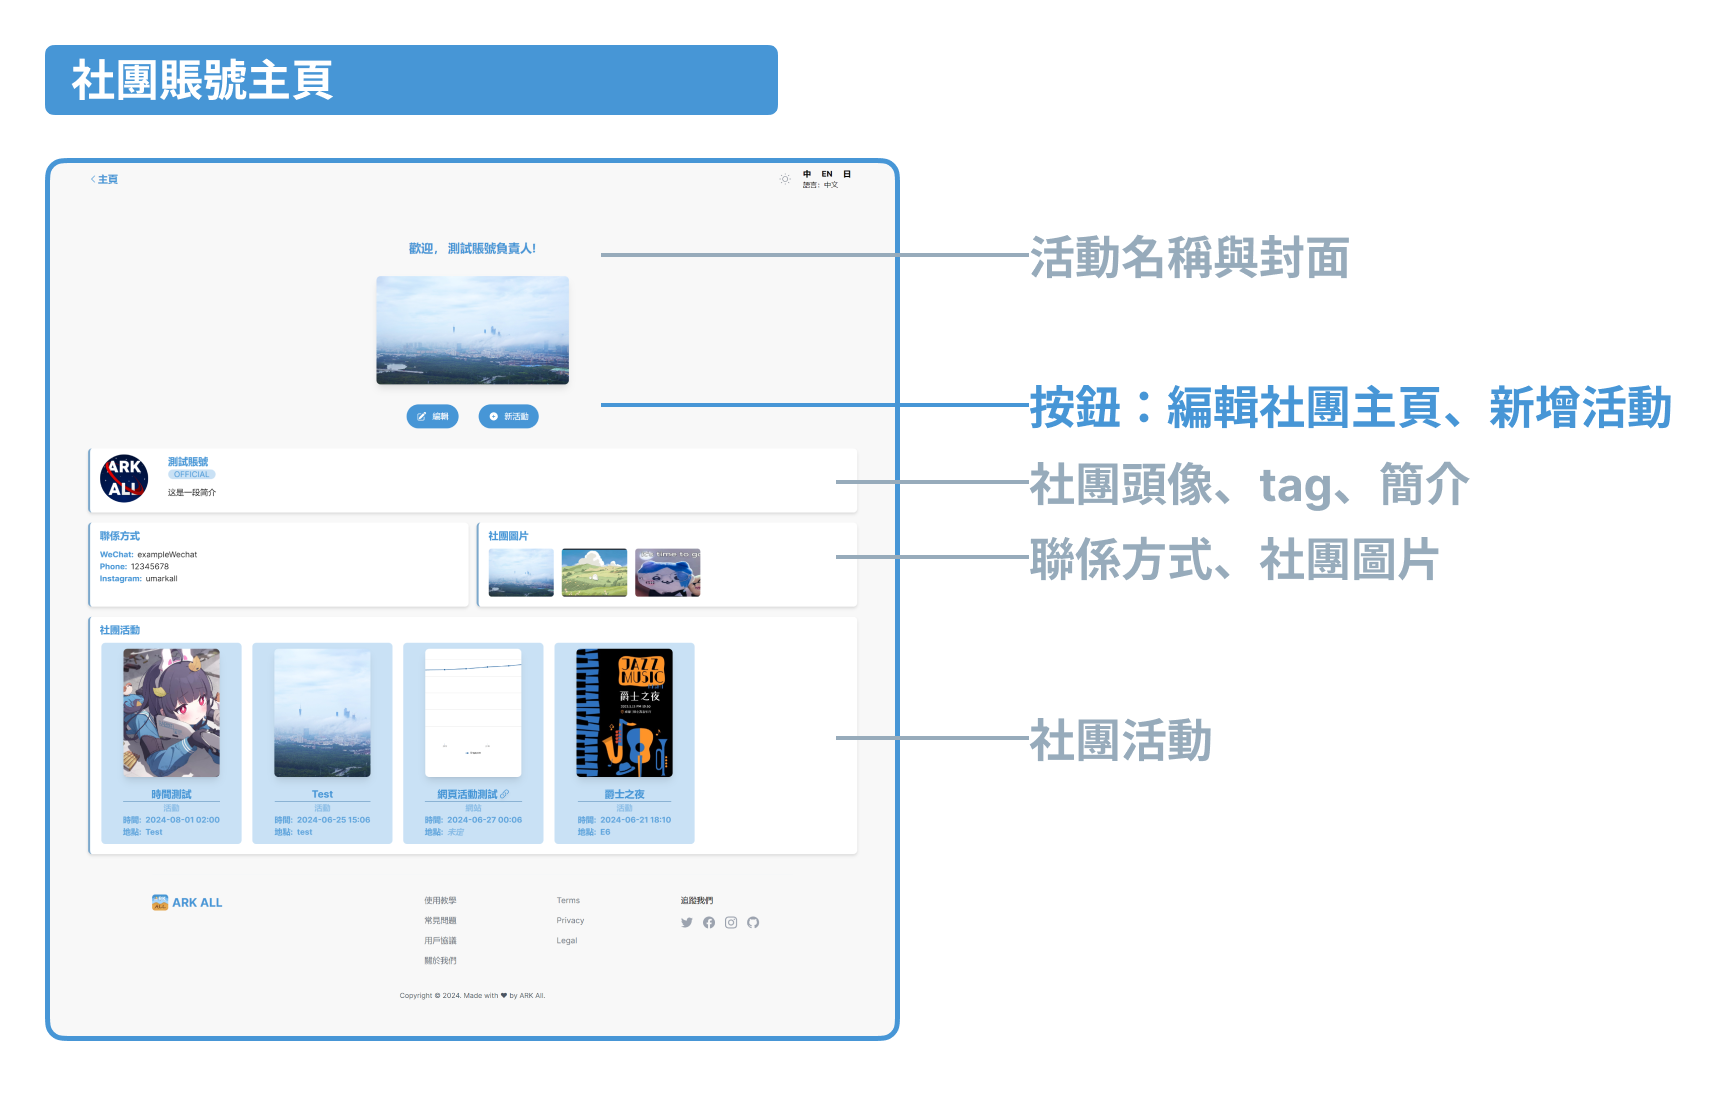 社團賬號主頁
主頁
中 EN 日
語言：中文
歡迎， 測試賬號負責人!
活動名稱與封面
編輯 新活動
按鈕：編輯社團主頁、新增活動
ARK
ALL
測試賬號
OFFICIAL
这是一段简介
社團頭像、tag、簡介
聯係方式
WeChat: exampleWechat
Phone: 12345678
Instagram: umarkall
社團圖片
time to go
聯係方式、社團圖片
社團活動
JAZZ
MUSIC
爵士之夜
社團活動
時間測試
活動
時間: 2024-08-01 02:00
地點: Test
Test
活動
時間: 2024-06-25 15:06
地點: test
網頁活動測試
網站
時間: 2024-06-27 00:06
地點: 未定
爵士之夜
活動
時間: 2024-06-21 18:10
地點: E6
ARK ALL
使用教學
常見問題
用戶協議
關於我們
Terms
Privacy
Legal
追蹤我們
Copyright © 2024. Made with ❤ by ARK All.